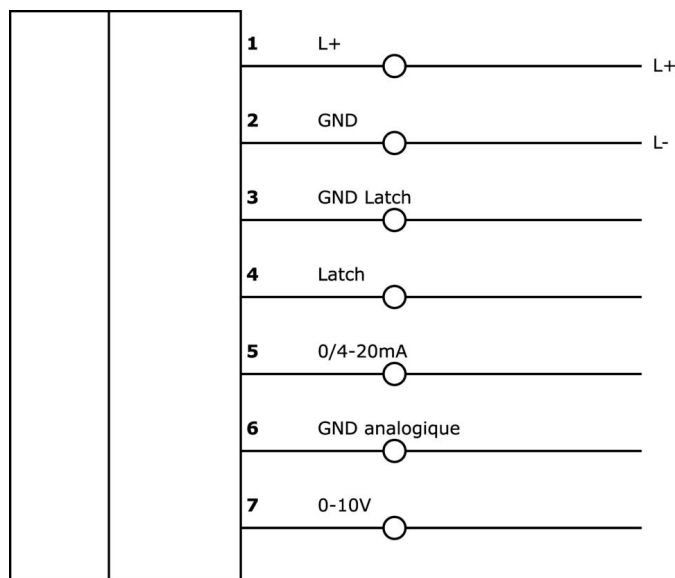 1 L+ L+
2 GND L-
3 GND Latch
4 Latch
5 0/4-20mA
6 GND analogique
7 0-10V